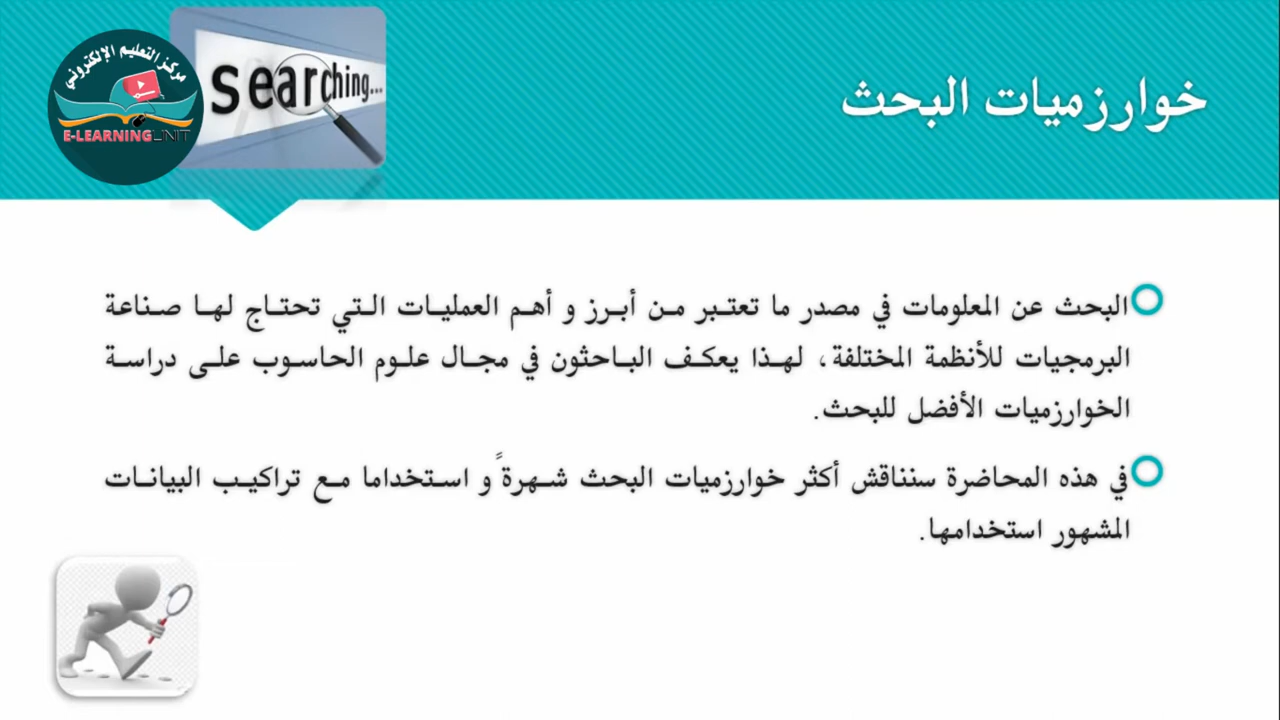 مركز التعليم الإلكتروني
E-LEARNING UNIT
searching...
خوارزميات البحث
البحث عن المعلومات في مصدر ما تعتبر من أبرز و أهم العمليات التي تحتاج لها صناعة
البرمجيات للأنظمة المختلفة، لهذا يعكف الباحثون في مجال علوم الحاسوب على دراسة
الخوارزميات الأفضل للبحث.
في هذه المحاضرة سنناقش أكثر خوارزميات البحث شهرةً و استخداما مع تراكيب البيانات
المشهور استخدامها.